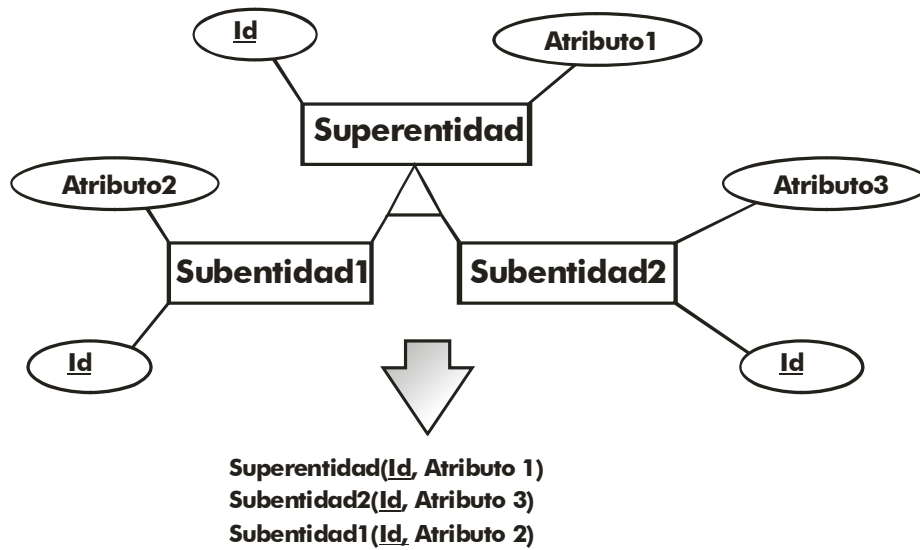 Id
Atributo1
Superentidad
Atributo2
Atributo3
Subentidad1
Subentidad2
Id
Id
Superentidad(Id, Atributo 1)
Subentidad2(Id, Atributo 3)
Subentidad1(Id, Atributo 2)